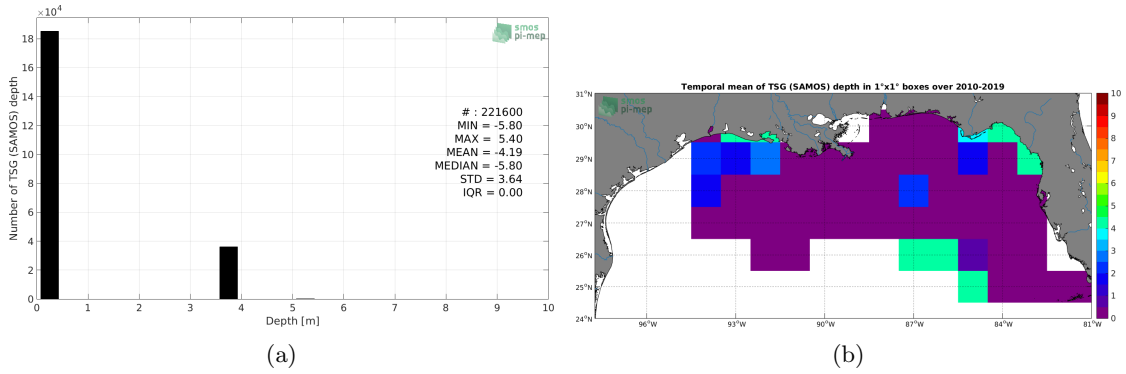 ×10⁴
smos
pi-mep
18
16
14
12
10
8
6
4
2
0
Number of TSG (SAMOS) depth
# : 221600
MIN = -5.80
MAX = 5.40
MEAN = -4.19
MEDIAN = -5.80
STD = 3.64
IQR = 0.00
0 1 2 3 4 5 6 7 8 9 10
Depth [m]
(a)
Temporal mean of TSG (SAMOS) depth in 1°x1° boxes over 2010-2019
smos
pi-mep
31°N
30°N
29°N
28°N
27°N
26°N
25°N
24°N
96°W 93°W 90°W 87°W 84°W 81°W
10
9
8
7
6
5
4
3
2
1
0
(b)